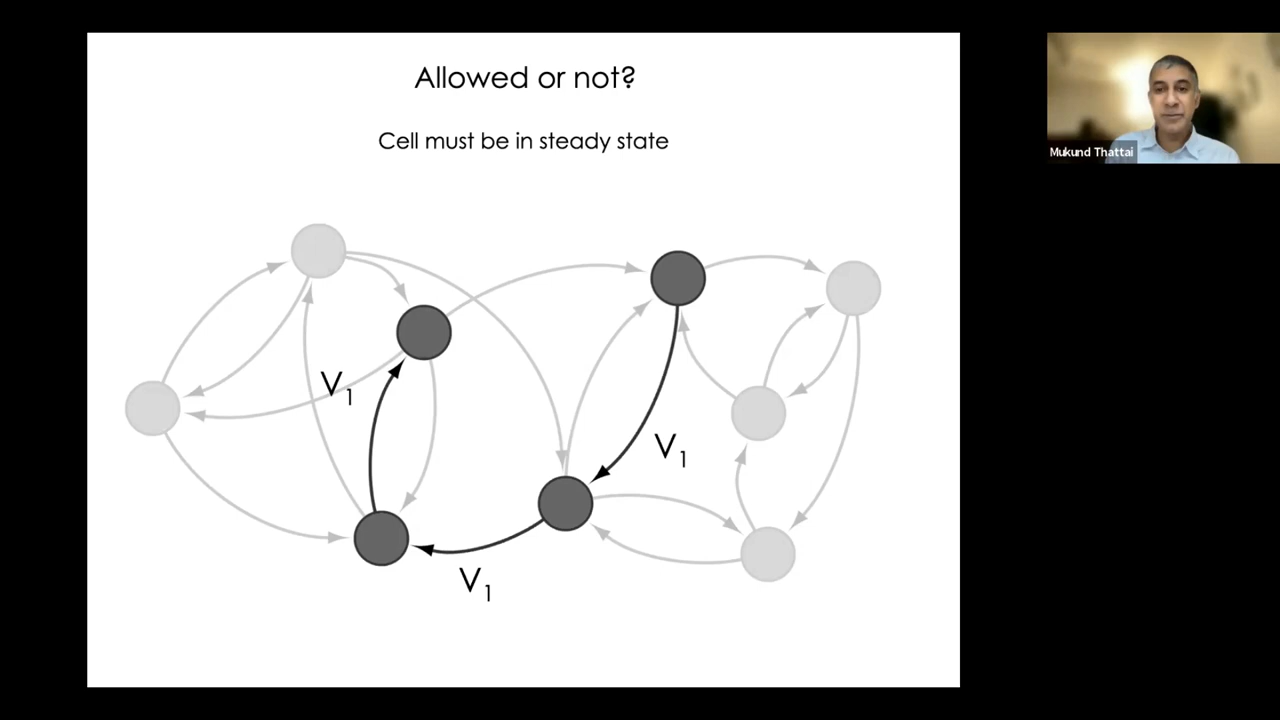 Allowed or not?
Cell must be in steady state
Mukund Thattai
V1
V1
V1